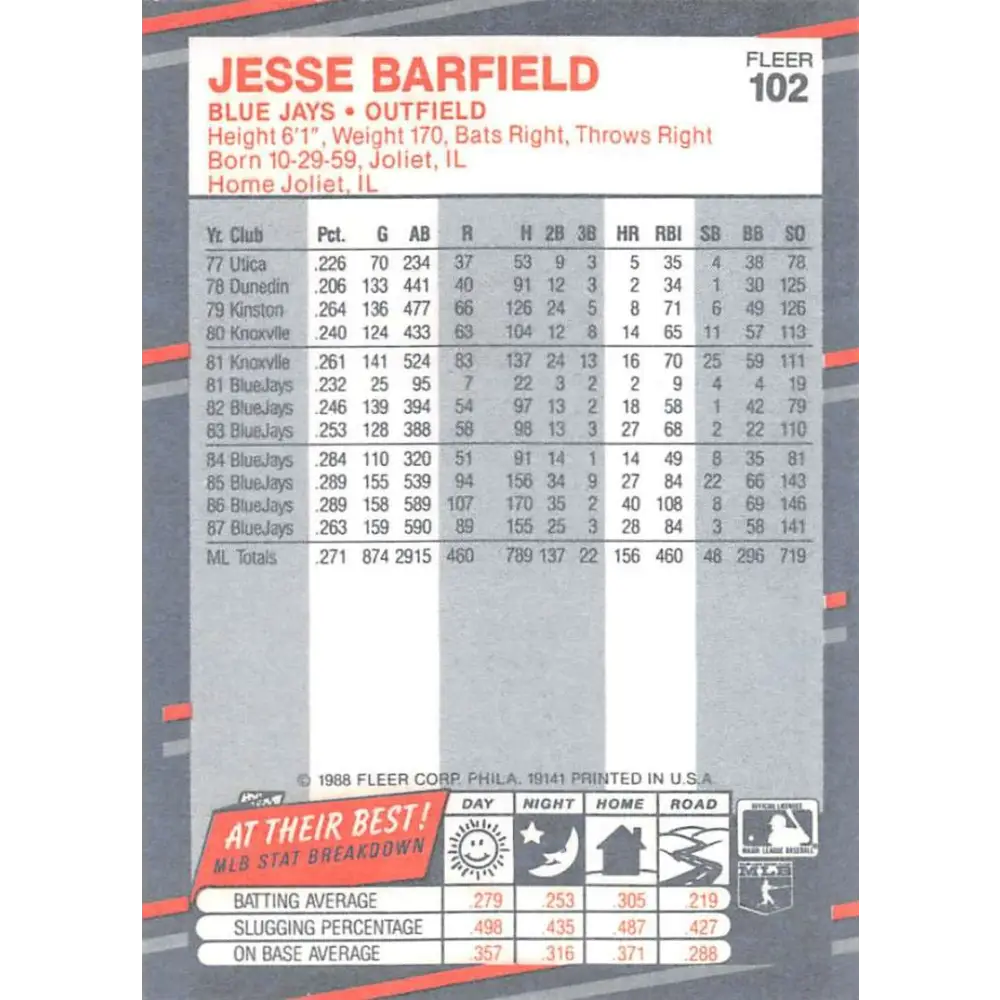 JESSE BARFIELD
FLEER
102
BLUE JAYS • OUTFIELD
Height 6'1", Weight 170, Bats Right, Throws Right
Born 10-29-59, Joliet, IL
Home Joliet, IL
Yr. Club Pct. G AB R H 2B 3B HR RBI SB BB SO
77 Utica .226 70 234 37 53 9 3 5 35 4 38 78
78 Dunedin .206 133 441 40 91 12 3 2 34 1 30 125
79 Kinston .264 136 477 66 126 24 5 8 71 6 49 126
80 Knoxvlle .240 124 433 63 104 12 8 14 65 11 57 113
81 Knoxvlle .261 141 524 83 137 24 13 16 70 25 59 111
81 BlueJays .232 25 95 7 22 3 2 2 9 4 4 19
82 BlueJays .246 139 394 54 97 13 2 18 58 1 42 79
83 BlueJays .253 128 388 58 98 13 3 27 68 2 22 110
84 BlueJays .284 110 320 51 91 14 1 14 49 8 35 81
85 BlueJays .289 155 539 94 156 34 9 27 84 22 66 143
86 BlueJays .289 158 589 107 170 35 2 40 108 8 69 146
87 BlueJays .263 159 590 89 155 25 3 28 84 3 58 141
ML Totals .271 874 2915 460 789 137 22 156 460 48 296 719
© 1988 FLEER CORP. PHILA. 19141 PRINTED IN U.S.A.
AT THEIR BEST!
MLB STAT BREAKDOWN
DAY NIGHT HOME ROAD
OFFICIAL LICENSEE
MAJOR LEAGUE BASEBALL
MLB
BATTING AVERAGE .279 .253 .305 .219
SLUGGING PERCENTAGE .498 .435 .487 .427
ON BASE AVERAGE .357 .316 .371 .288